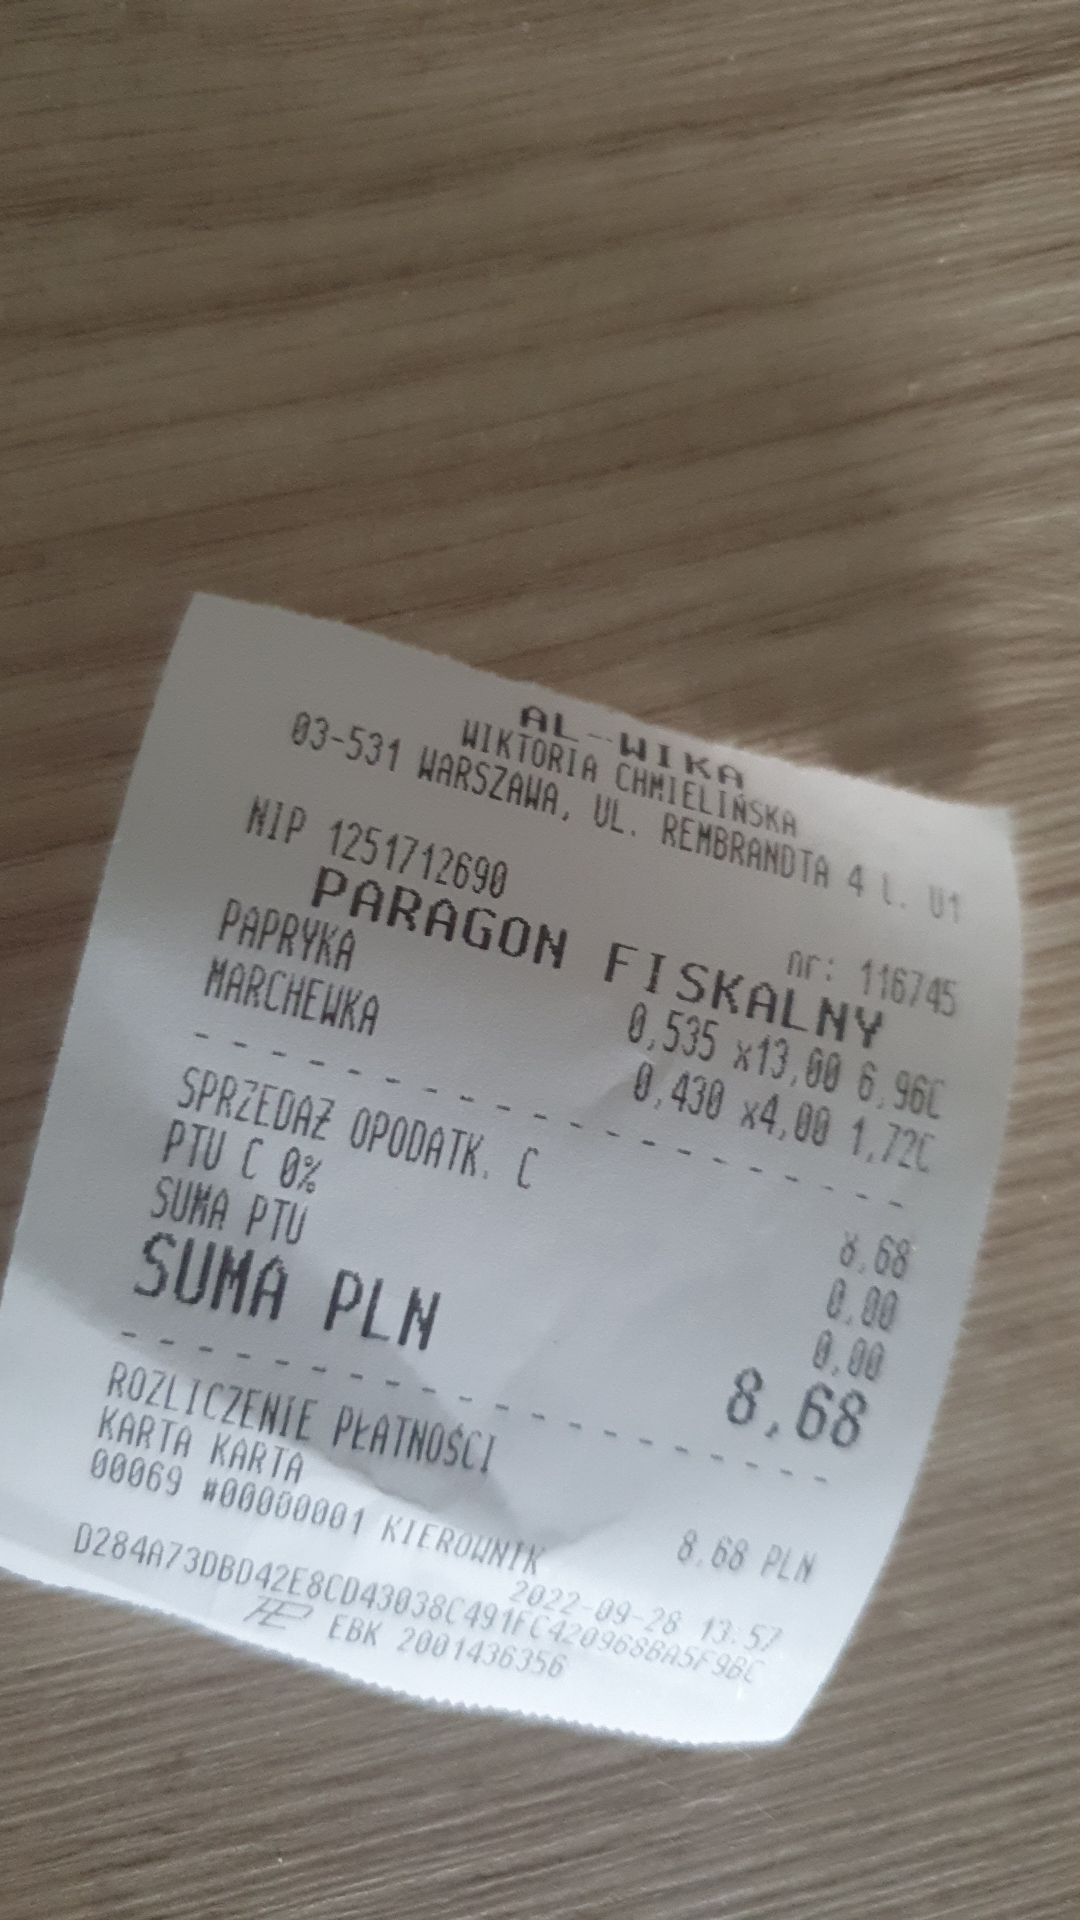 AL-WIKA
WIKTORIA CHMIELIŃSKA
03-531 WARSZAWA, UL. REMBRANDTA 4 L. U1
NIP 1251712690
nr: 116745
PARAGON FISKALNY
PAPRYKA 0,535 x13,00 6,96C
MARCHEWKA 0,430 x4,00 1,72C
SPRZEDAŻ OPODATK. C 8,68
PTU C 0% 0,00
SUMA PTU 0,00
SUMA PLN 8,68
ROZLICZENIE PŁATNOŚCI
KARTA KARTA 8,68 PLN
00069 #00000001 KIEROWNIK 2022-09-28 13:57
D284A73DBD42E8CD43038C491FC420968BA5F9BC
EBK 2001436356